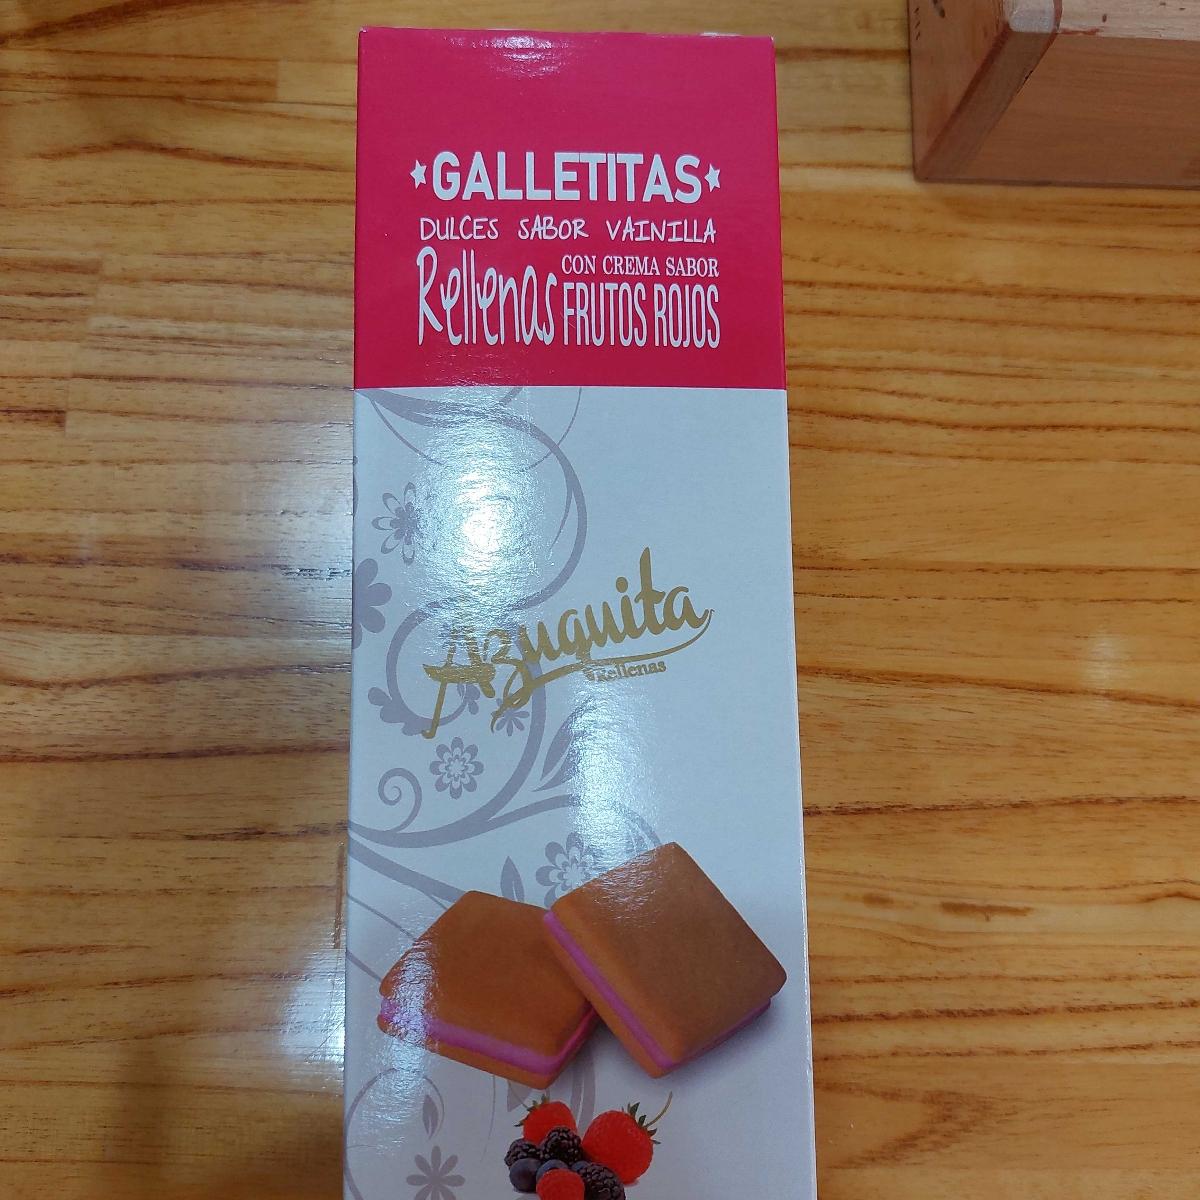 GALLETITAS
DULCES SABOR VAINILLA
Rellenas CON CREMA SABOR
FRUTOS ROJOS
Azuquita
Rellenas